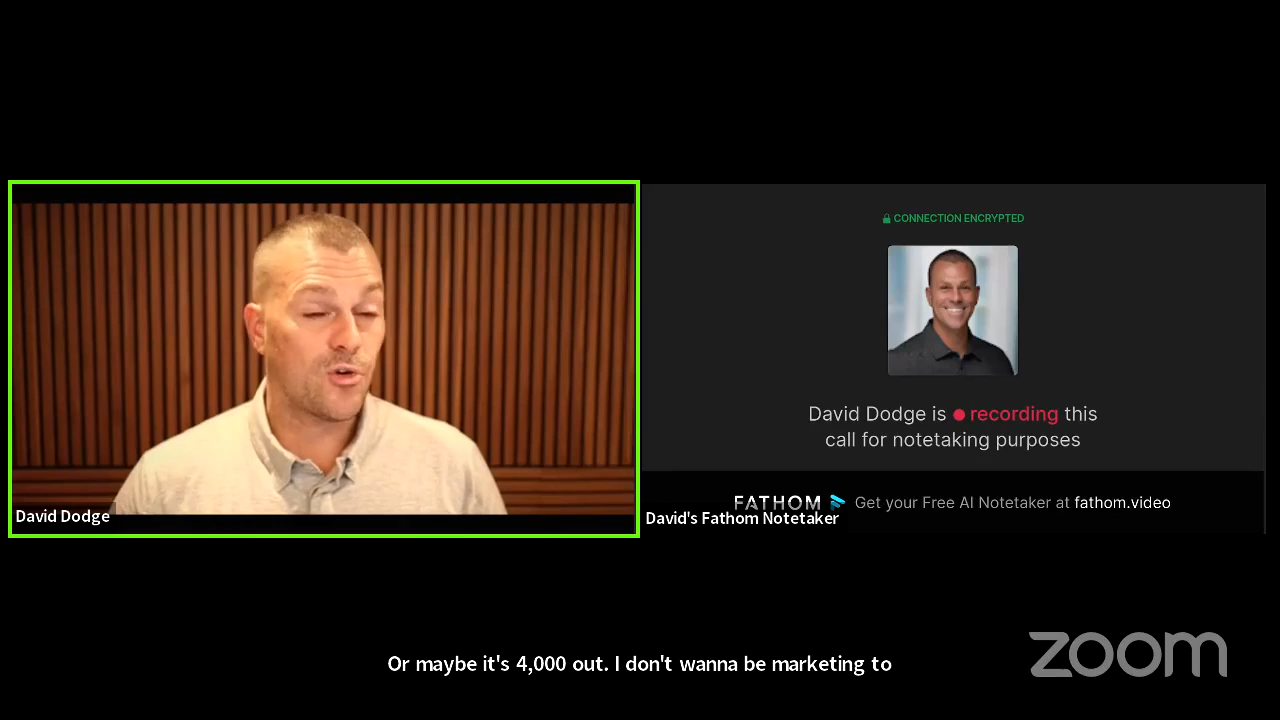 CONNECTION ENCRYPTED
David Dodge is recording this
call for notetaking purposes
FATHOM Get your Free AI Notetaker at fathom.video
David Dodge
David's Fathom Notetaker
Or maybe it's 4,000 out. I don't wanna be marketing to
zoom